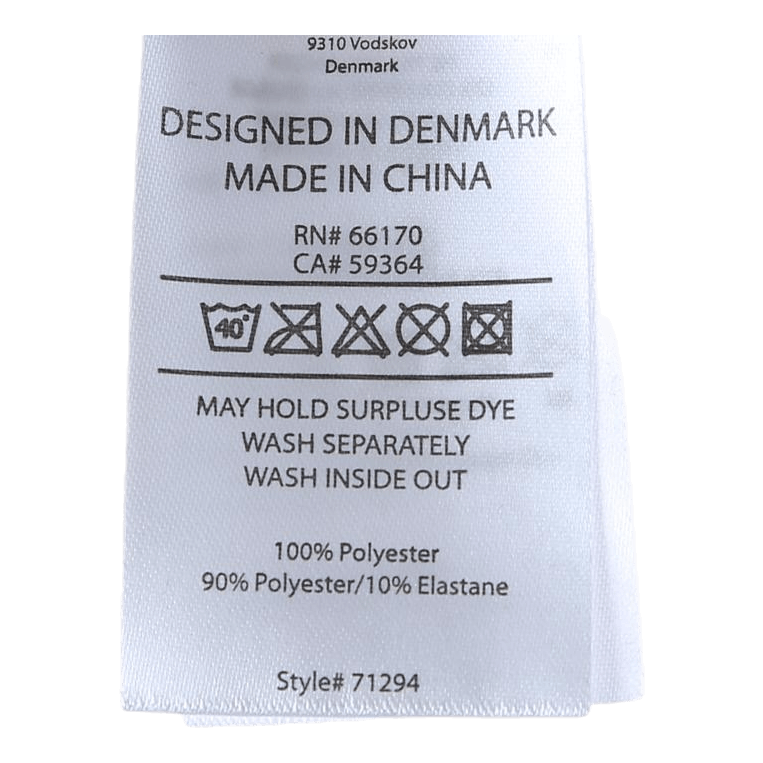 9310 Vodskov
Denmark
DESIGNED IN DENMARK
MADE IN CHINA
RN# 66170
CA# 59364
40°
MAY HOLD SURPLUSE DYE
WASH SEPARATELY
WASH INSIDE OUT
100% Polyester
90% Polyester/10% Elastane
Style# 71294